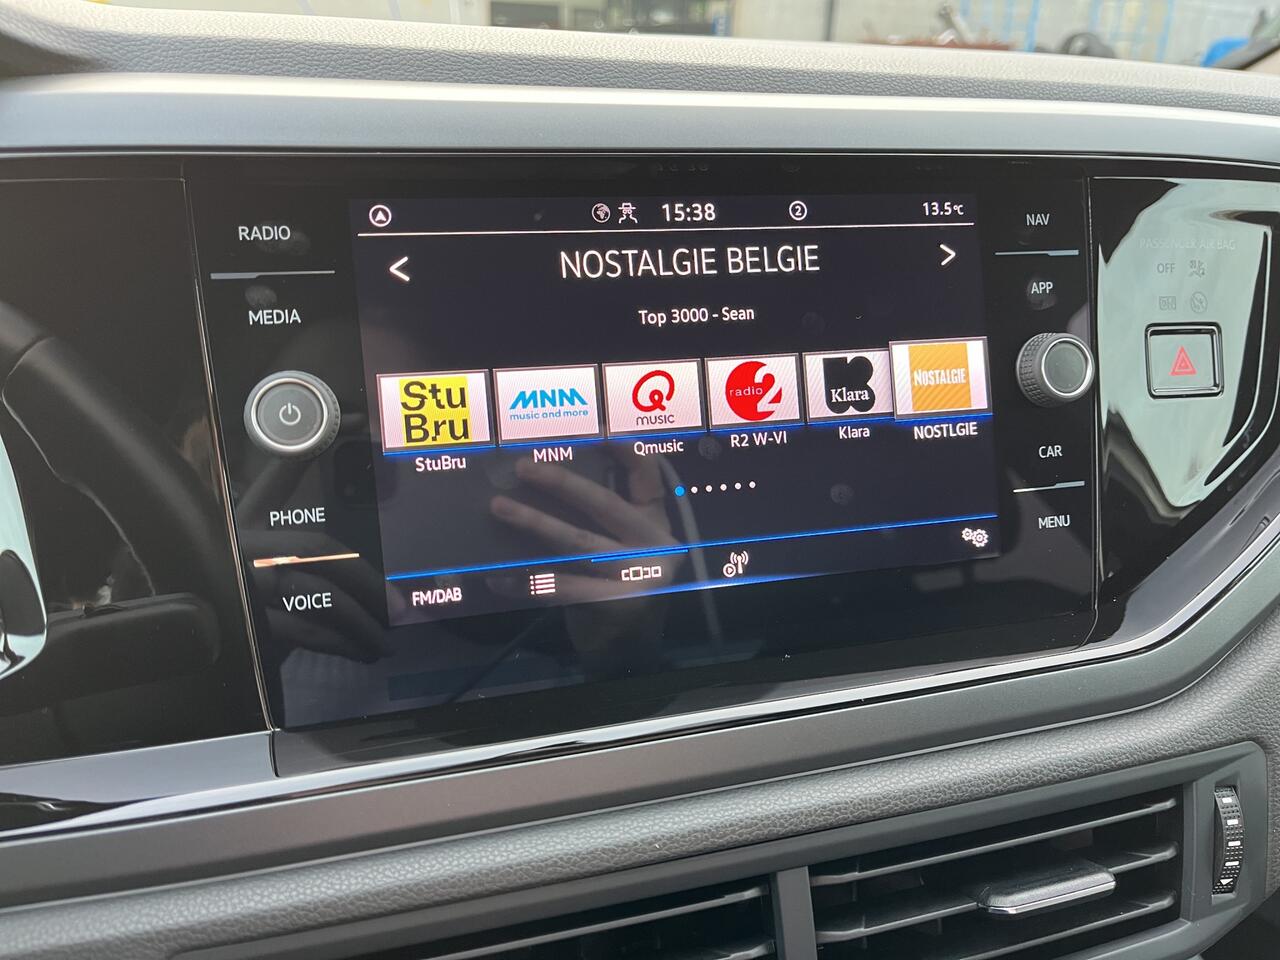 RADIO
MEDIA
PHONE
VOICE
15:38
2
13.5°C
NOSTALGIE BELGIE
Top 3000 - Sean
Stu
Bru
MNM
music and more
Q
MUSIC
radio 2
Klara
NOSTALGIE
StuBru
MNM
Qmusic
R2 W-VI
Klara
NOSTLGIE
FM/DAB
NAV
APP
CAR
MENU
PASSENGER AIR BAG
OFF
ON